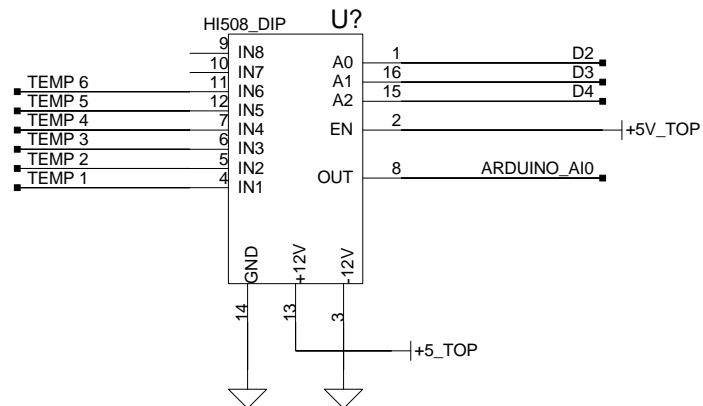 HI508_DIP U?
9 IN8
10 IN7
TEMP 6 11 IN6
TEMP 5 12 IN5
TEMP 4 7 IN4
TEMP 3 6 IN3
TEMP 2 5 IN2
TEMP 1 4 IN1
A0 1 D2
A1 16 D3
A2 15 D4
EN 2 +5V_TOP
OUT 8 ARDUINO_AI0
GND +12V -12V
14 13 3
+5_TOP